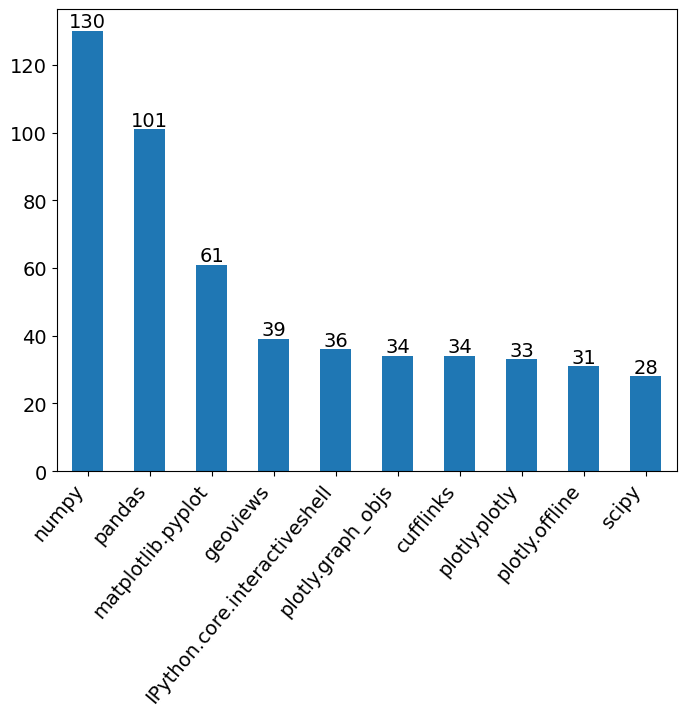 130
101
61
39
36
34
34
33
31
28
120
100
80
60
40
20
0
numpy
pandas
matplotlib.pyplot
geoviews
IPython.core.interactiveshell
plotly.graph_objs
cufflinks
plotly.plotly
plotly.offline
scipy